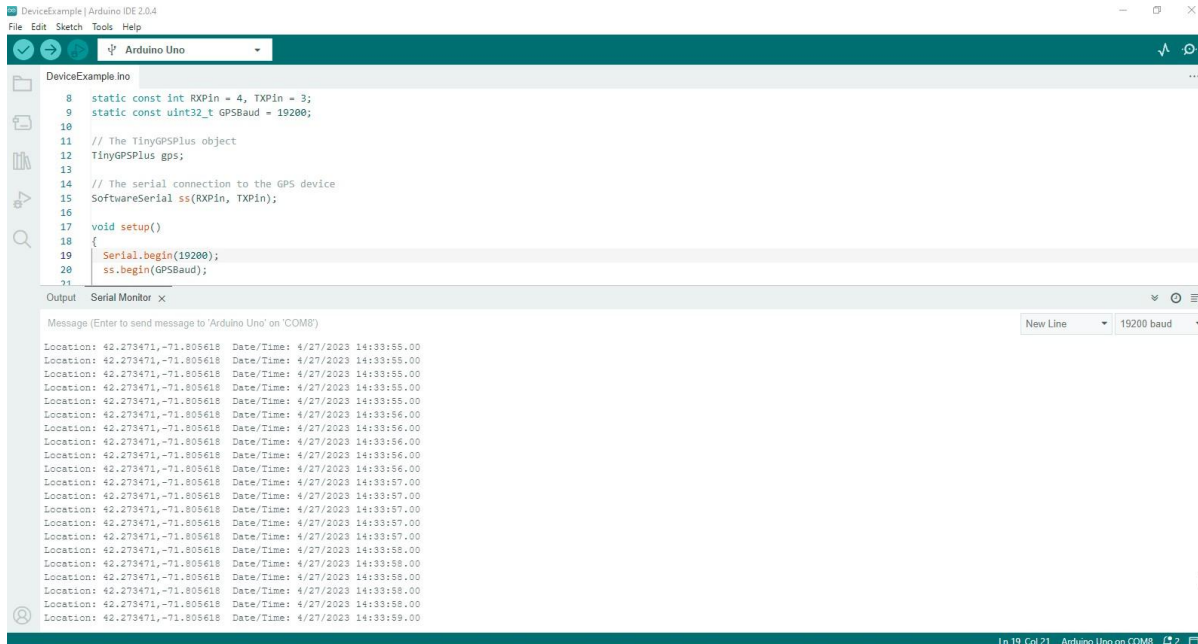 DeviceExample | Arduino IDE 2.0.4
File Edit Sketch Tools Help
Arduino Uno
DeviceExample.ino
8 static const int RXPin = 4, TXPin = 3;
9 static const uint32_t GPSBaud = 19200;
10
11 // The TinyGPSPlus object
12 TinyGPSPlus gps;
13
14 // The serial connection to the GPS device
15 SoftwareSerial ss(RXPin, TXPin);
16
17 void setup()
18 {
19 Serial.begin(19200);
20 ss.begin(GPSBaud);
21
Output Serial Monitor
Message (Enter to send message to 'Arduino Uno' on 'COM8') New Line 19200 baud
Location: 42.273471,-71.805618 Date/Time: 4/27/2023 14:33:55.00
Location: 42.273471,-71.805618 Date/Time: 4/27/2023 14:33:55.00
Location: 42.273471,-71.805618 Date/Time: 4/27/2023 14:33:55.00
Location: 42.273471,-71.805618 Date/Time: 4/27/2023 14:33:55.00
Location: 42.273471,-71.805618 Date/Time: 4/27/2023 14:33:55.00
Location: 42.273471,-71.805618 Date/Time: 4/27/2023 14:33:56.00
Location: 42.273471,-71.805618 Date/Time: 4/27/2023 14:33:56.00
Location: 42.273471,-71.805618 Date/Time: 4/27/2023 14:33:56.00
Location: 42.273471,-71.805618 Date/Time: 4/27/2023 14:33:56.00
Location: 42.273471,-71.805618 Date/Time: 4/27/2023 14:33:56.00
Location: 42.273471,-71.805618 Date/Time: 4/27/2023 14:33:57.00
Location: 42.273471,-71.805618 Date/Time: 4/27/2023 14:33:57.00
Location: 42.273471,-71.805618 Date/Time: 4/27/2023 14:33:57.00
Location: 42.273471,-71.805618 Date/Time: 4/27/2023 14:33:57.00
Location: 42.273471,-71.805618 Date/Time: 4/27/2023 14:33:57.00
Location: 42.273471,-71.805618 Date/Time: 4/27/2023 14:33:58.00
Location: 42.273471,-71.805618 Date/Time: 4/27/2023 14:33:58.00
Location: 42.273471,-71.805618 Date/Time: 4/27/2023 14:33:58.00
Location: 42.273471,-71.805618 Date/Time: 4/27/2023 14:33:58.00
Location: 42.273471,-71.805618 Date/Time: 4/27/2023 14:33:58.00
Location: 42.273471,-71.805618 Date/Time: 4/27/2023 14:33:59.00
Ln 19, Col 21 Arduino Uno on COM8 2